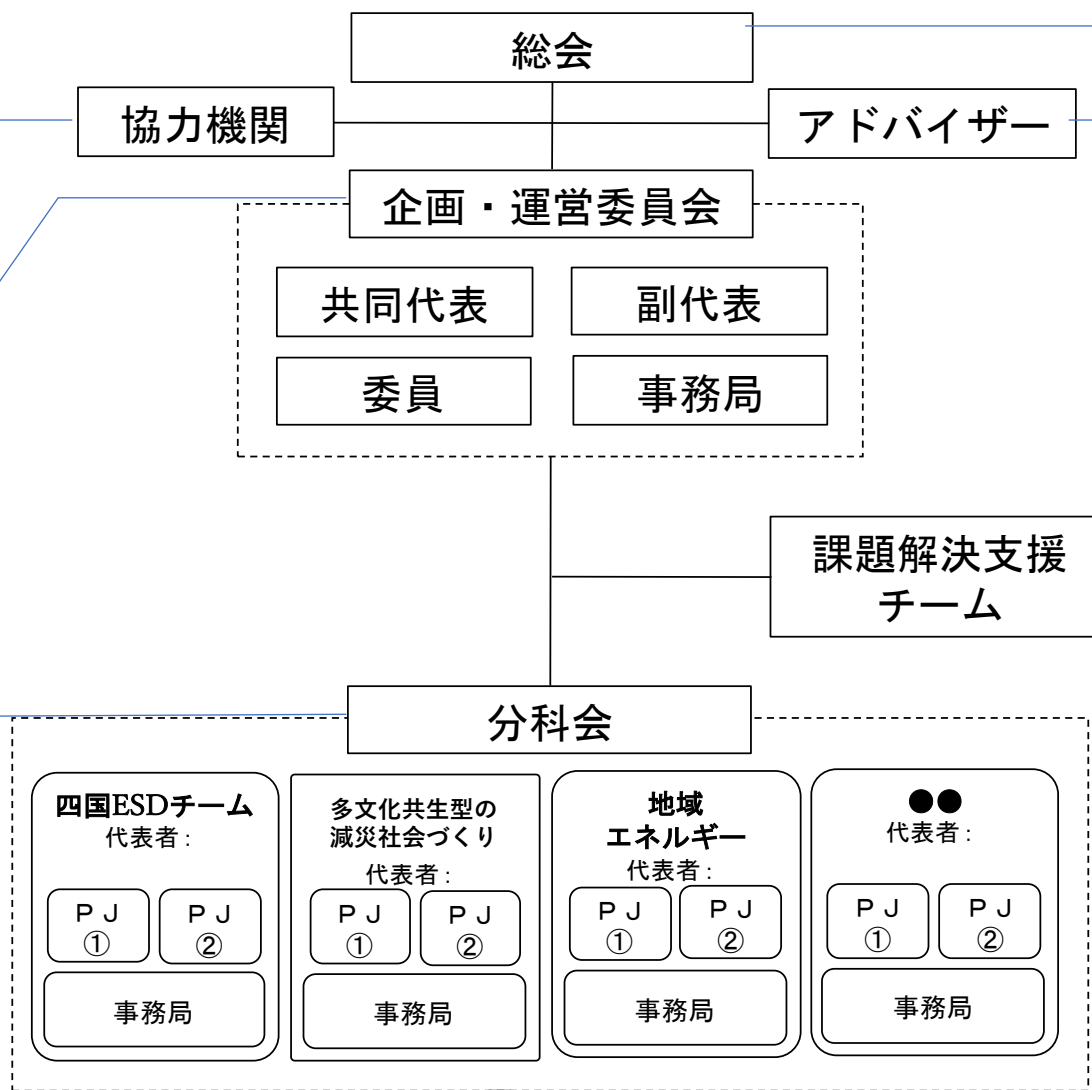 総会
協力機関
アドバイザー
企画・運営委員会
共同代表
副代表
委員
事務局
課題解決支援
チーム
分科会
四国ESDチーム
代表者：
ＰＪ
①
ＰＪ
②
事務局
多文化共生型の
減災社会づくり
代表者：
ＰＪ
①
ＰＪ
②
事務局
地域
エネルギー
代表者：
ＰＪ
①
ＰＪ
②
事務局
●●
代表者：
ＰＪ
①
ＰＪ
②
事務局